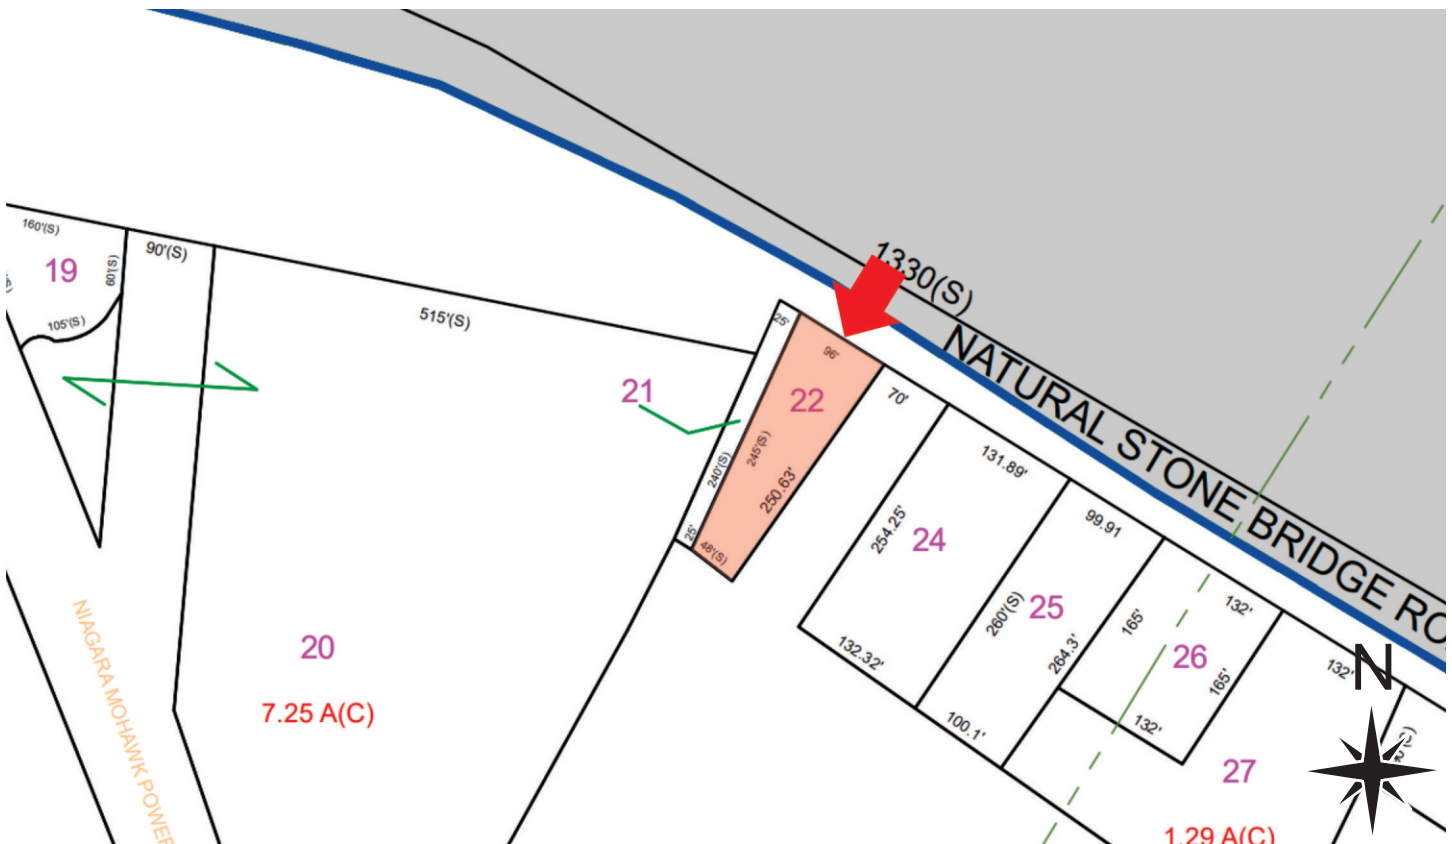 1330(S)
NATURAL STONE BRIDGE RO
160'(S)
19
60'(S)
105'(S)
90'(S)
515'(S)
21
25'
96'
22
240'(S)
245'(S)
250.63'
25'
48'(S)
70'
131.89'
254.25'
24
132.32'
99.91
260'(S)
25
264.3'
100.1'
132'
165'
26
165'
132'
132'
N
27
1.29 A(C)
20
7.25 A(C)
NIAGARA MOHAWK POWER